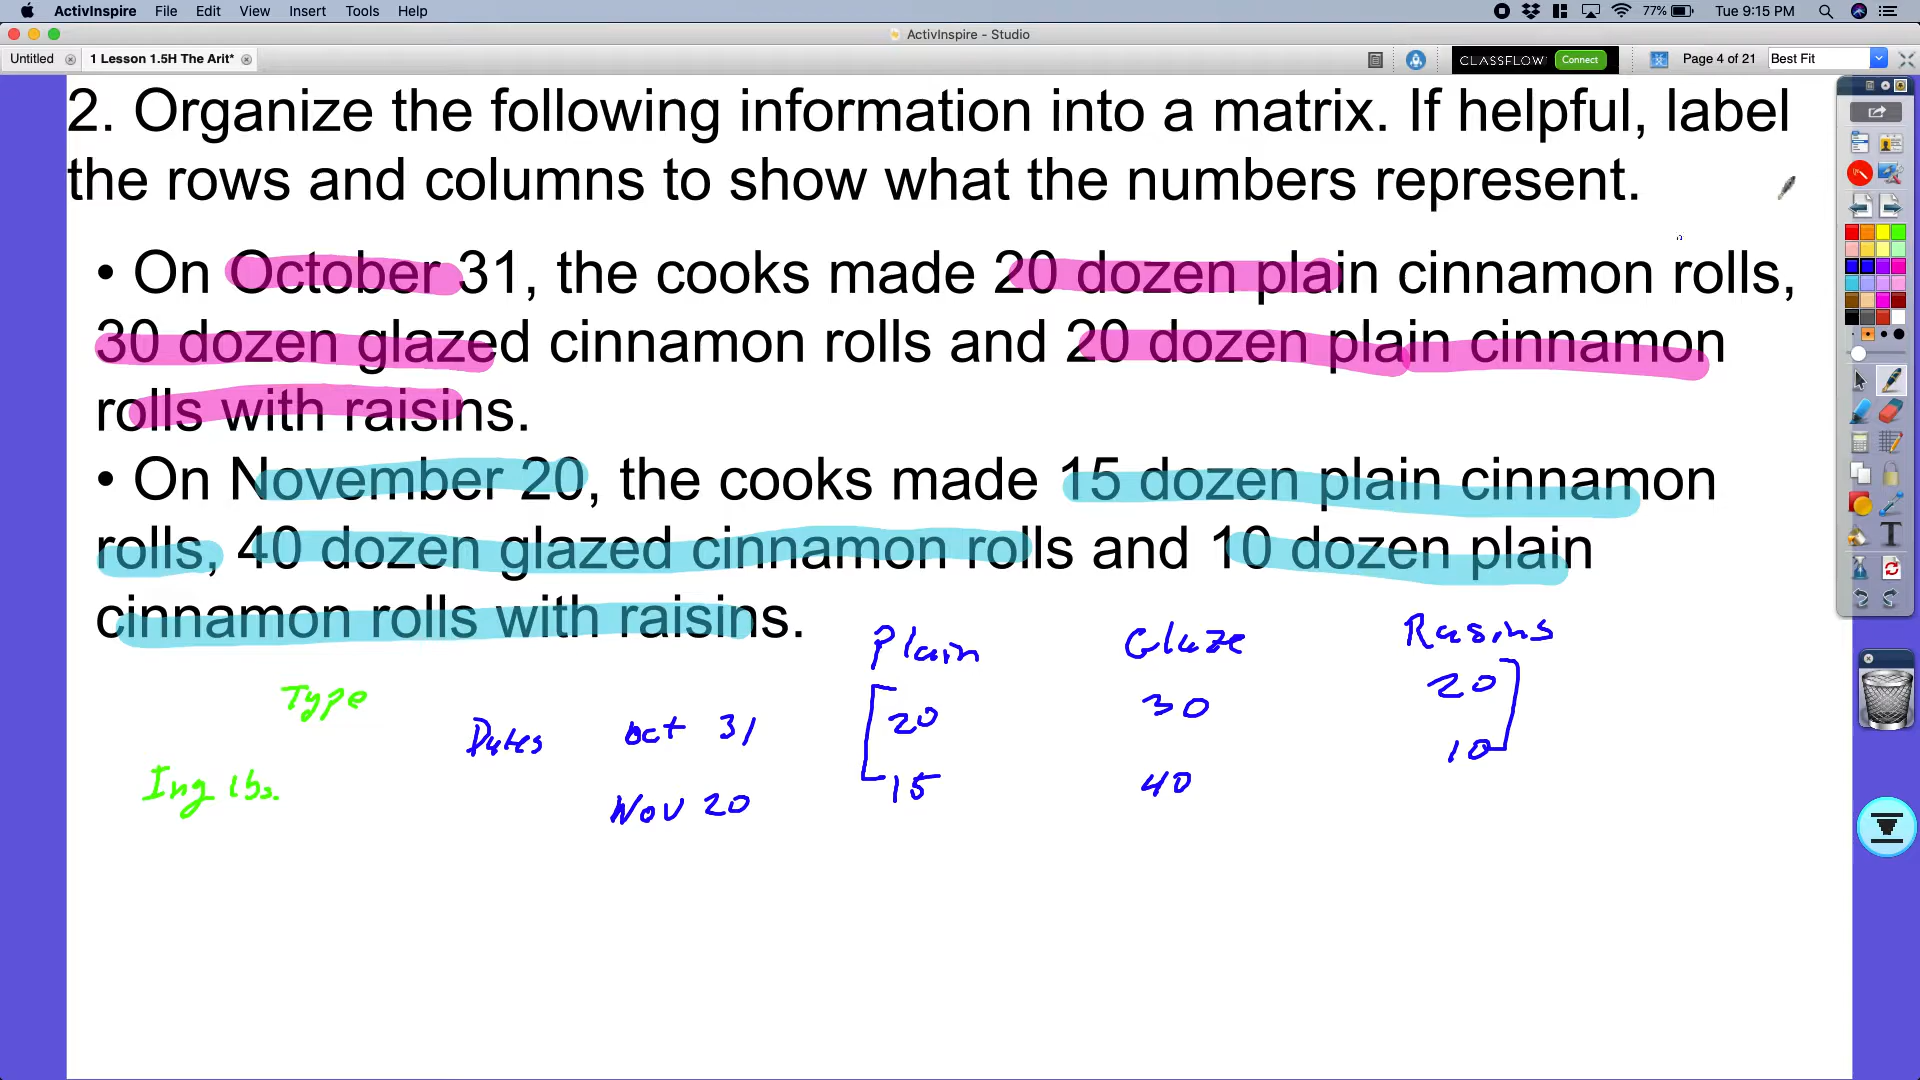 ActivInspire File Edit View Insert Tools Help 77% Tue 9:15 PM
ActivInspire - Studio
Untitled 1 Lesson 1.5H The Arit* CLASSFLOW Connect Page 4 of 21 Best Fit
2. Organize the following information into a matrix. If helpful, label
the rows and columns to show what the numbers represent.
• On October 31, the cooks made 20 dozen plain cinnamon rolls,
30 dozen glazed cinnamon rolls and 20 dozen plain cinnamon
rolls with raisins.
• On November 20, the cooks made 15 dozen plain cinnamon
rolls, 40 dozen glazed cinnamon rolls and 10 dozen plain
cinnamon rolls with raisins.
Plain Glaze Rasins
Type
Dates Oct 31 20 30 20
Ing lbs.
Nov 20 15 40 10